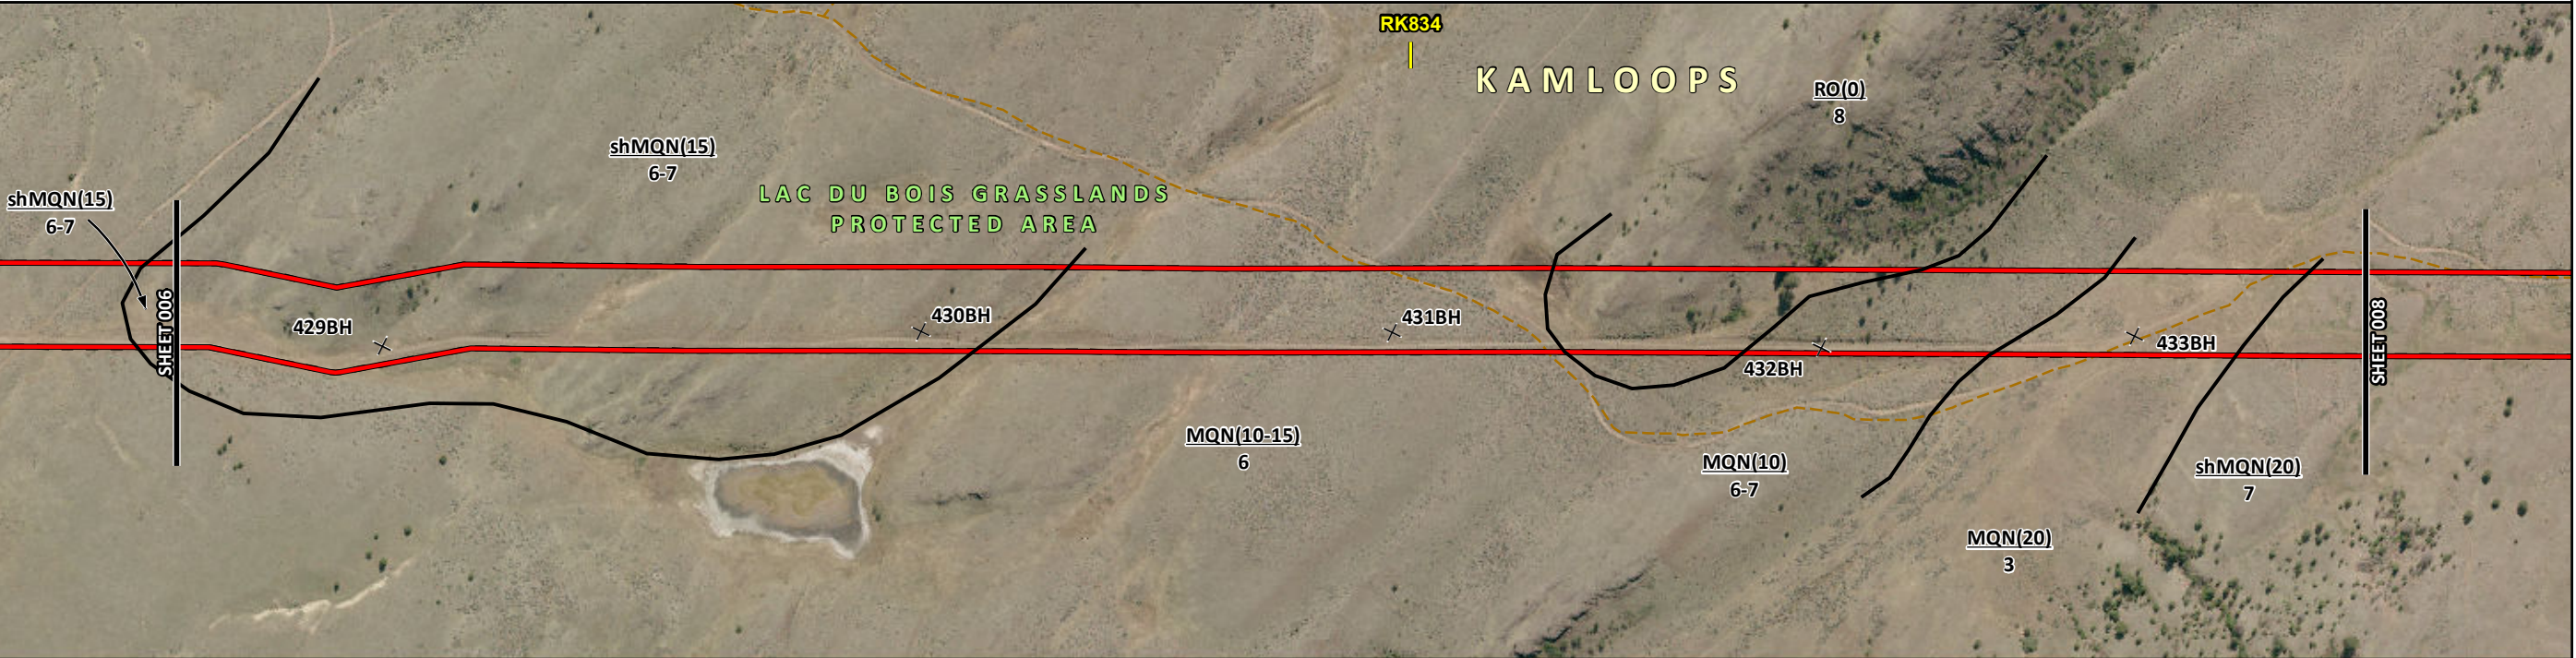 RK834
KAMLOOPS
RO(0)
8
shMQN(15)
6-7
LAC DU BOIS GRASSLANDS
PROTECTED AREA
shMQN(15)
6-7
SHEET 006
429BH
430BH
431BH
432BH
433BH
SHEET 008
MQN(10-15)
6
MQN(10)
6-7
shMQN(20)
7
MQN(20)
3